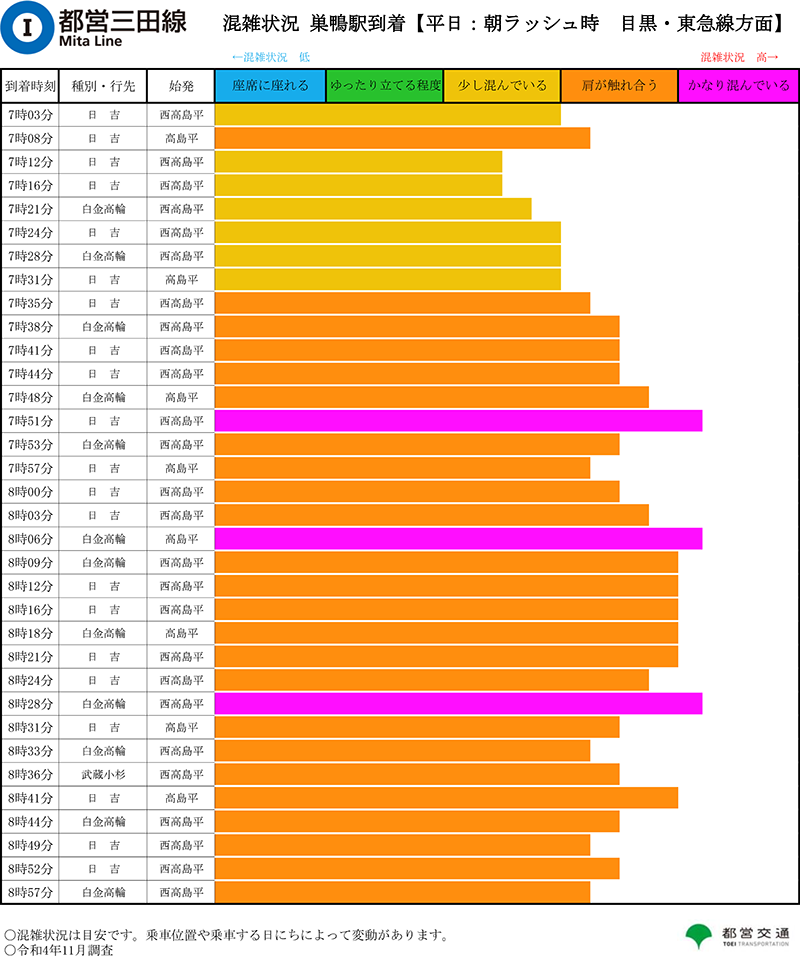 I 都営三田線
Mita Line
混雑状況 巣鴨駅到着【平日：朝ラッシュ時　目黒・東急線方面】
←混雑状況　低
混雑状況　高→
到着時刻 種別・行先 始発 座席に座れる ゆったり立てる程度 少し混んでいる 肩が触れ合う かなり混んでいる
7時03分 日　吉 西高島平
7時08分 日　吉 高島平
7時12分 日　吉 西高島平
7時16分 日　吉 西高島平
7時21分 白金高輪 西高島平
7時24分 日　吉 西高島平
7時28分 白金高輪 西高島平
7時31分 日　吉 高島平
7時35分 日　吉 西高島平
7時38分 白金高輪 西高島平
7時41分 日　吉 西高島平
7時44分 日　吉 西高島平
7時48分 白金高輪 高島平
7時51分 日　吉 西高島平
7時53分 白金高輪 西高島平
7時57分 日　吉 高島平
8時00分 日　吉 西高島平
8時03分 日　吉 西高島平
8時06分 白金高輪 高島平
8時09分 白金高輪 西高島平
8時12分 日　吉 西高島平
8時16分 日　吉 西高島平
8時18分 白金高輪 高島平
8時21分 日　吉 西高島平
8時24分 日　吉 西高島平
8時28分 白金高輪 西高島平
8時31分 日　吉 高島平
8時33分 白金高輪 西高島平
8時36分 武蔵小杉 西高島平
8時41分 日　吉 高島平
8時44分 白金高輪 西高島平
8時49分 日　吉 西高島平
8時52分 日　吉 西高島平
8時57分 白金高輪 西高島平
○混雑状況は目安です。乗車位置や乗車する日にちによって変動があります。
○令和4年11月調査
都営交通
TOEI TRANSPORTATION